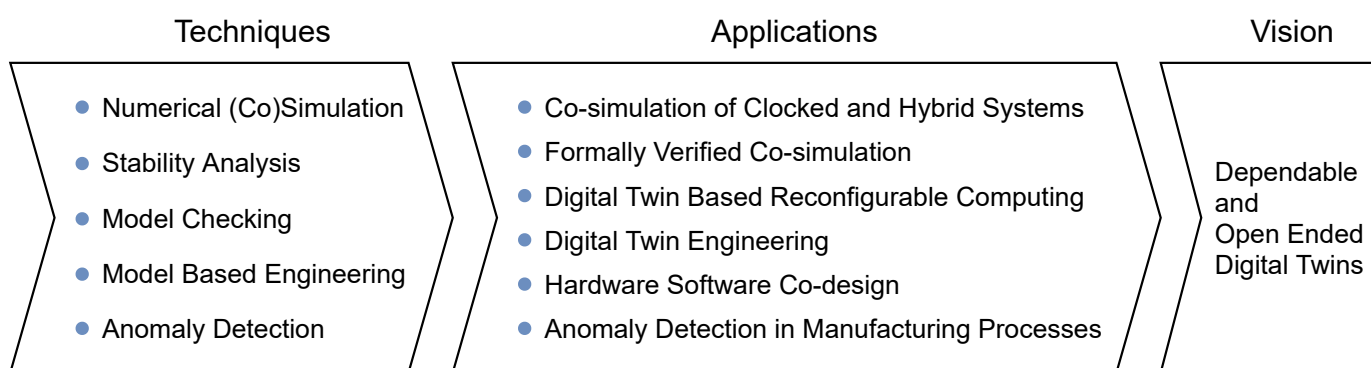 Techniques
Numerical (Co)Simulation
Stability Analysis
Model Checking
Model Based Engineering
Anomaly Detection
Applications
Co-simulation of Clocked and Hybrid Systems
Formally Verified Co-simulation
Digital Twin Based Reconfigurable Computing
Digital Twin Engineering
Hardware Software Co-design
Anomaly Detection in Manufacturing Processes
Vision
Dependable
and
Open Ended
Digital Twins